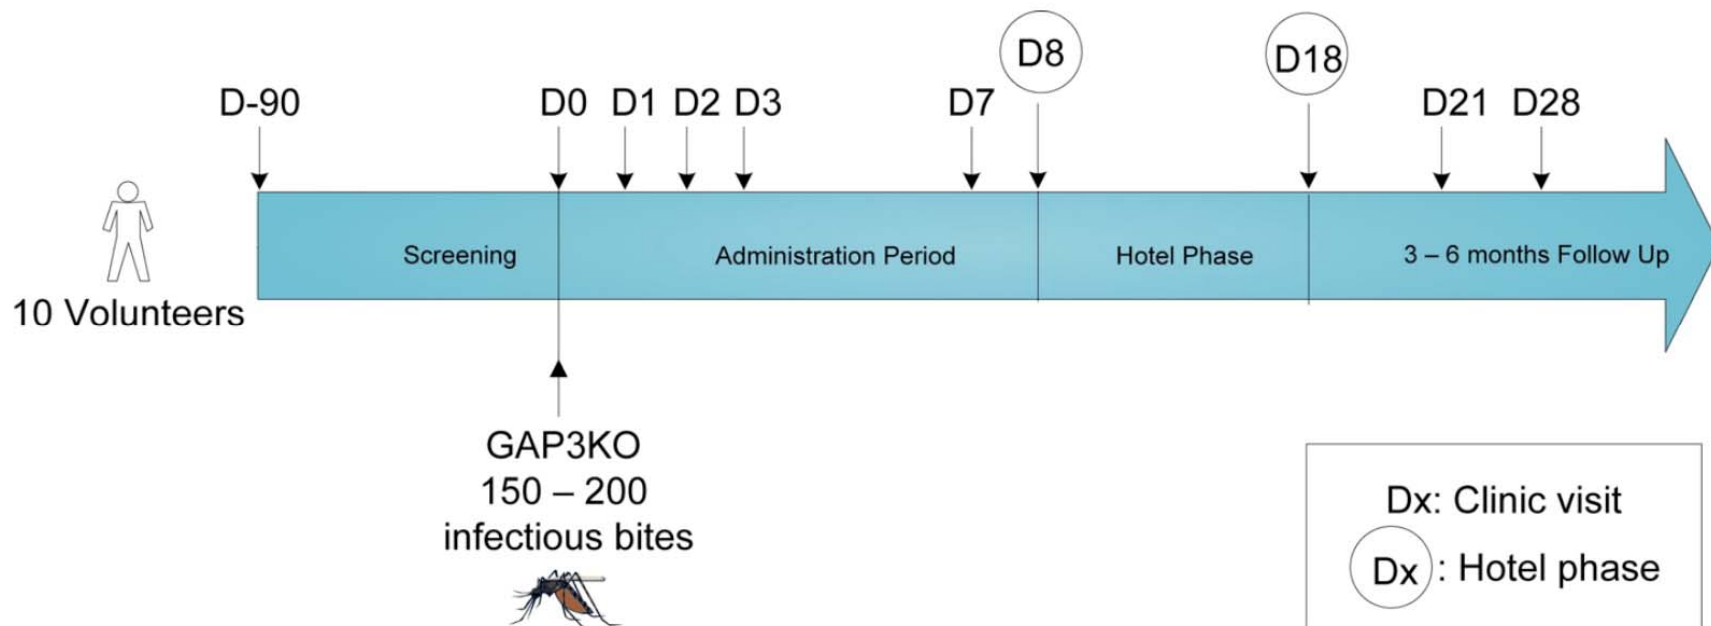 D8
D18
D-90
D0
D1
D2
D3
D7
D21
D28
Screening
Administration Period
Hotel Phase
3 – 6 months Follow Up
10 Volunteers
GAP3KO
150 – 200
infectious bites
Dx: Clinic visit
Dx : Hotel phase